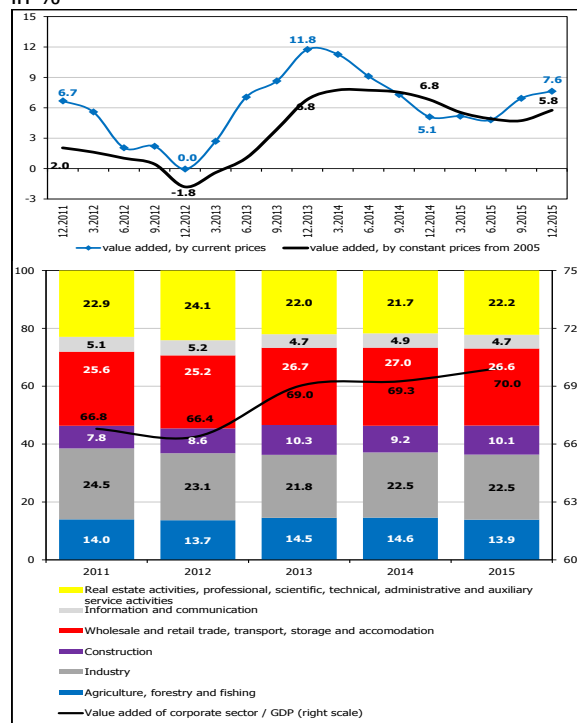 in %
15
12
9
6
3
0
-3
6.7
2.0
0.0
-1.8
11.8
6.8
6.8
5.1
7.6
5.8
12.2011 3.2012 6.2012 9.2012 12.2012 3.2013 6.2013 9.2013 12.2013 3.2014 6.2014 9.2014 12.2014 3.2015 6.2015 9.2015 12.2015
value added, by current prices value added, by constant prices from 2005
100 75
80 72
60 69
40 66
20 63
0 60
22.9 24.1 22.0 21.7 22.2
5.1 5.2 4.7 4.9 4.7
25.6 25.2 26.7 27.0 26.6
66.8 66.4 69.0 69.3 70.0
7.8 8.6 10.3 9.2 10.1
24.5 23.1 21.8 22.5 22.5
14.0 13.7 14.5 14.6 13.9
2011 2012 2013 2014 2015
Real estate activities, professional, scientific, technical, administrative and auxiliary
service activities
Information and communication
Wholesale and retail trade, transport, storage and accomodation
Construction
Industry
Agriculture, forestry and fishing
Value added of corporate sector / GDP (right scale)